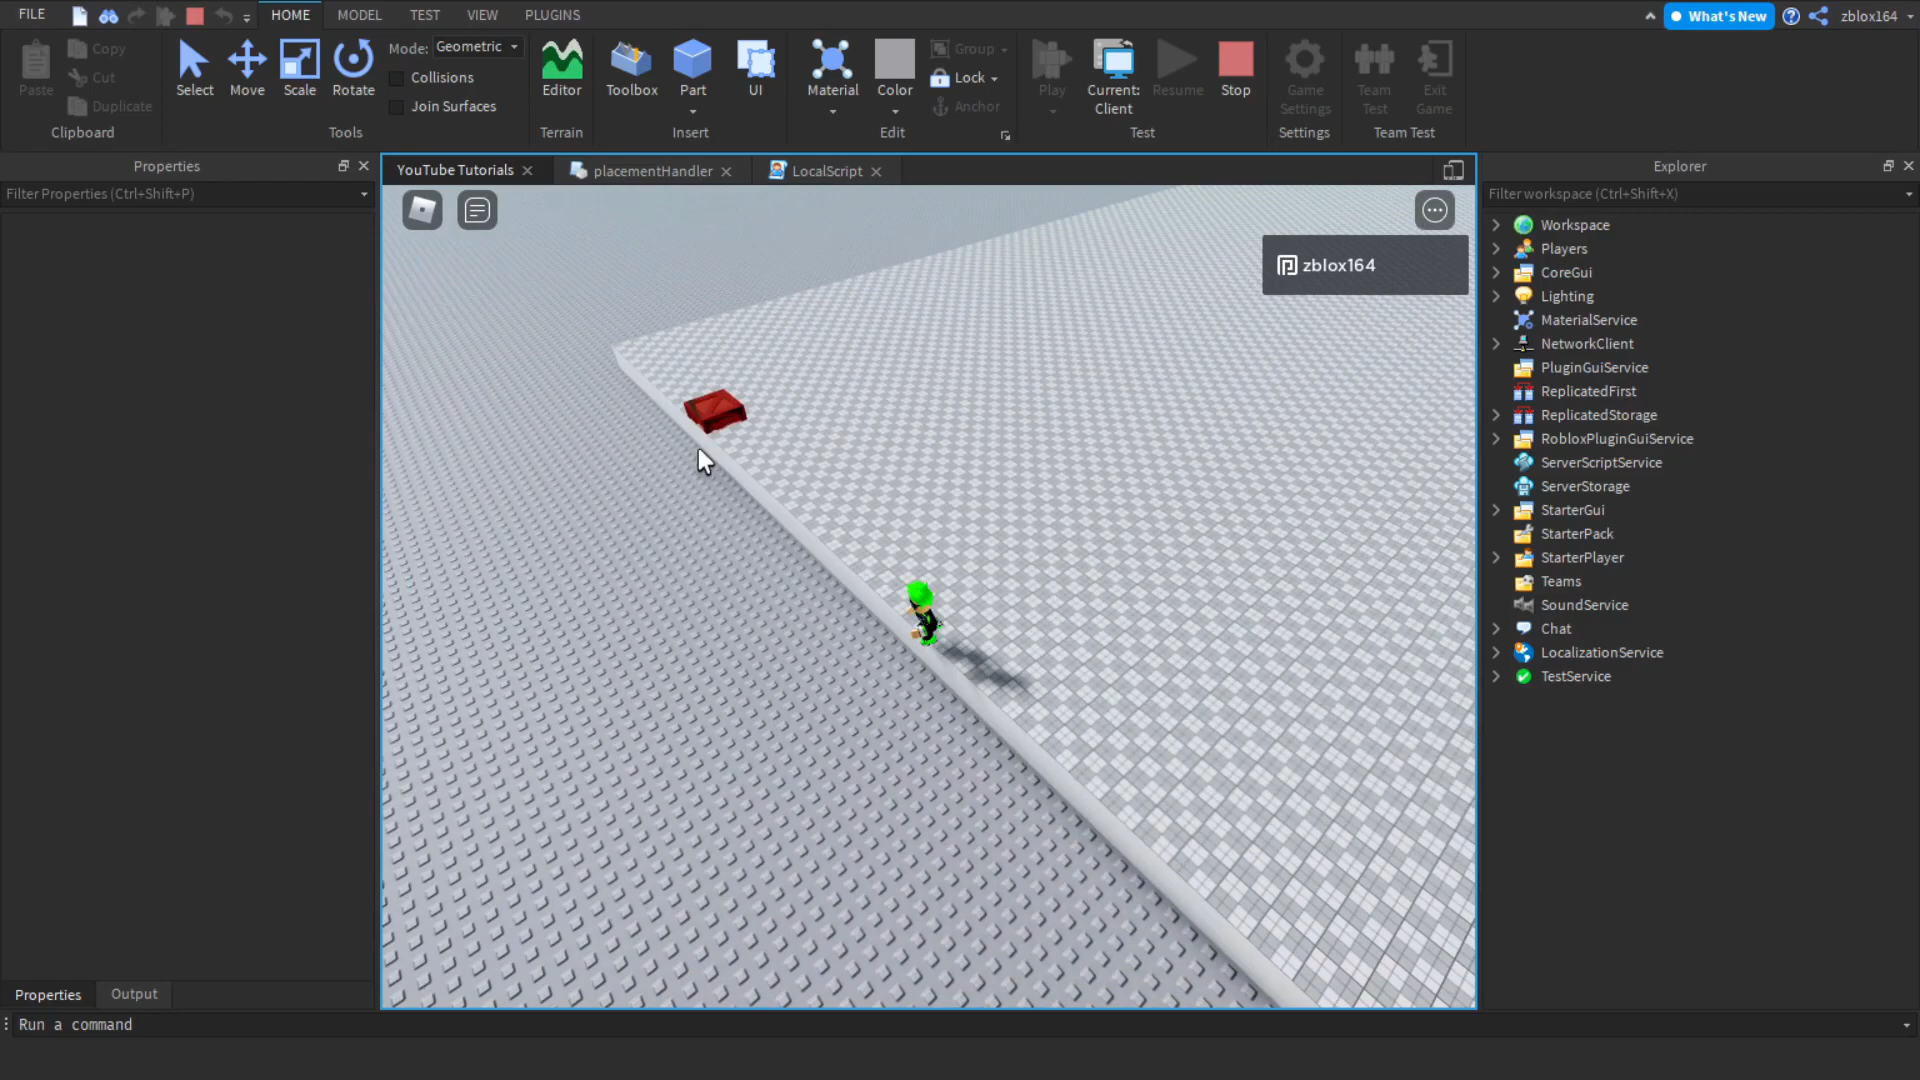 FILE
HOME
MODEL
TEST
VIEW
PLUGINS
What's New
zblox164
Paste
Copy
Cut
Duplicate
Clipboard
Select
Move
Scale
Rotate
Mode: Geometric
Collisions
Join Surfaces
Tools
Editor
Terrain
Toolbox
Part
UI
Insert
Material
Color
Group
Lock
Anchor
Edit
Play
Current:
Client
Resume
Stop
Test
Game
Settings
Settings
Team
Test
Exit
Game
Team Test
Properties
Filter Properties (Ctrl+Shift+P)
YouTube Tutorials
placementHandler
LocalScript
zblox164
Explorer
Filter workspace (Ctrl+Shift+X)
Workspace
Players
CoreGui
Lighting
MaterialService
NetworkClient
PluginGuiService
ReplicatedFirst
ReplicatedStorage
RobloxPluginGuiService
ServerScriptService
ServerStorage
StarterGui
StarterPack
StarterPlayer
Teams
SoundService
Chat
LocalizationService
TestService
Properties
Output
Run a command